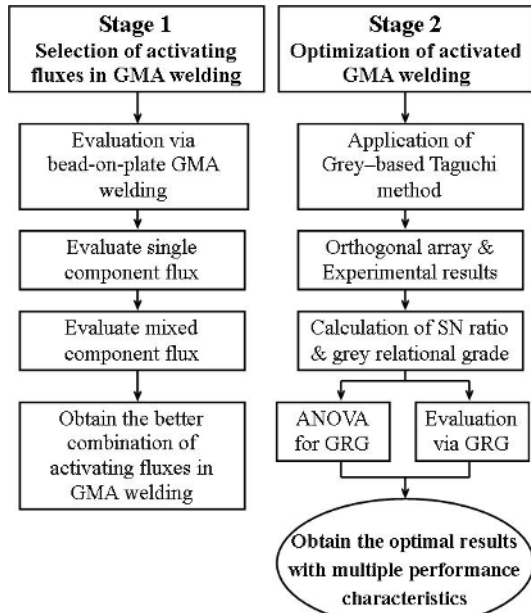 Stage 1
Selection of activating
fluxes in GMA welding
Evaluation via
bead-on-plate GMA
welding
Evaluate single
component flux
Evaluate mixed
component flux
Obtain the better
combination of
activating fluxes in
GMA welding
Stage 2
Optimization of activated
GMA welding
Application of
Grey–based Taguchi
method
Orthogonal array &
Experimental results
Calculation of SN ratio
& grey relational grade
ANOVA
for GRG
Evaluation
via GRG
Obtain the optimal results
with multiple performance
characteristics